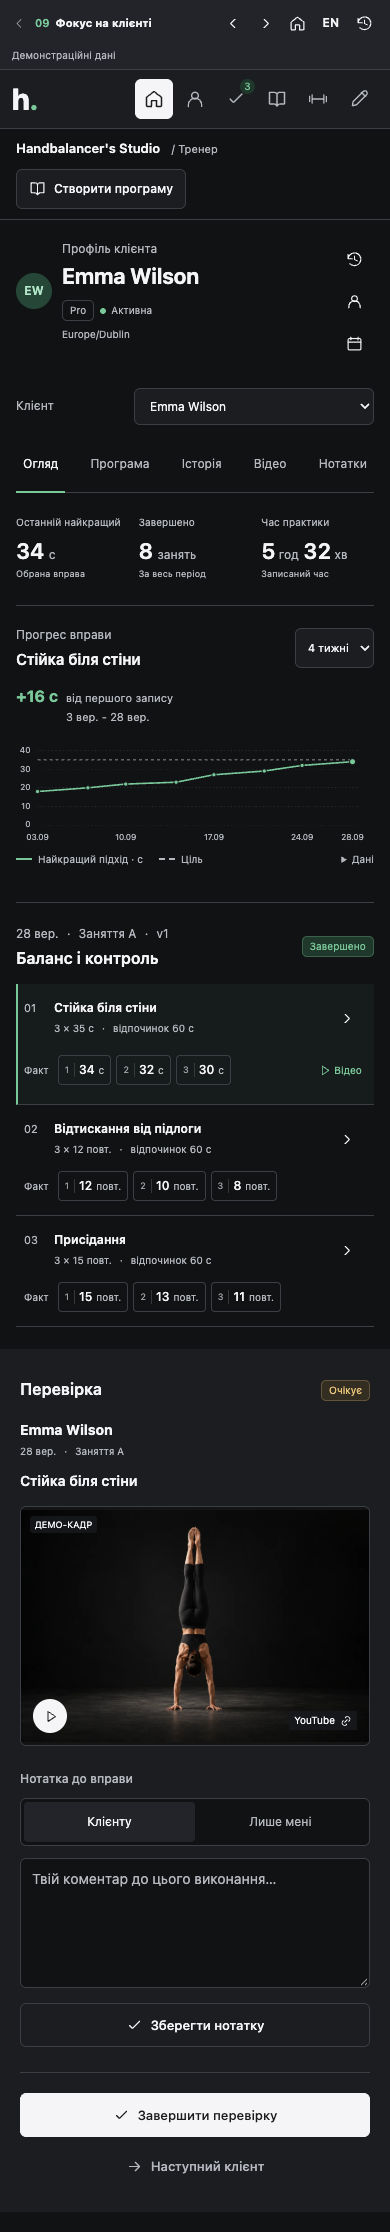 09 Фокус на клієнті EN
Демонстраційні дані
h. 3
Handbalancer's Studio / Тренер
Створити програму
Профіль клієнта
EW Emma Wilson
Pro Активна
Europe/Dublin
Клієнт Emma Wilson
Огляд Програма Історія Відео Нотатки
Останній найкращий Завершено Час практики
34 с 8 занять 5 год 32 хв
Обрана вправа За весь період Записаний час
Прогрес вправи
Стійка біля стіни 4 тижні
+16 с від першого запису
3 вер. - 28 вер.
40
30
20
10
0
03.09 10.09 17.09 24.09 28.09
Найкращий підхід · с Ціль Дані
28 вер. · Заняття A · v1
Баланс і контроль Завершено
01 Стійка біля стіни
3 × 35 с · відпочинок 60 с
Факт 1 34 с 2 32 с 3 30 с Відео
02 Відтискання від підлоги
3 × 12 повт. · відпочинок 60 с
Факт 1 12 повт. 2 10 повт. 3 8 повт.
03 Присідання
3 × 15 повт. · відпочинок 60 с
Факт 1 15 повт. 2 13 повт. 3 11 повт.
Перевірка Очікує
Emma Wilson
28 вер. · Заняття A
Стійка біля стіни
ДЕМО-КАДР
YouTube
Нотатка до вправи
Клієнту Лише мені
Твій коментар до цього виконання...
Зберегти нотатку
Завершити перевірку
Наступний клієнт